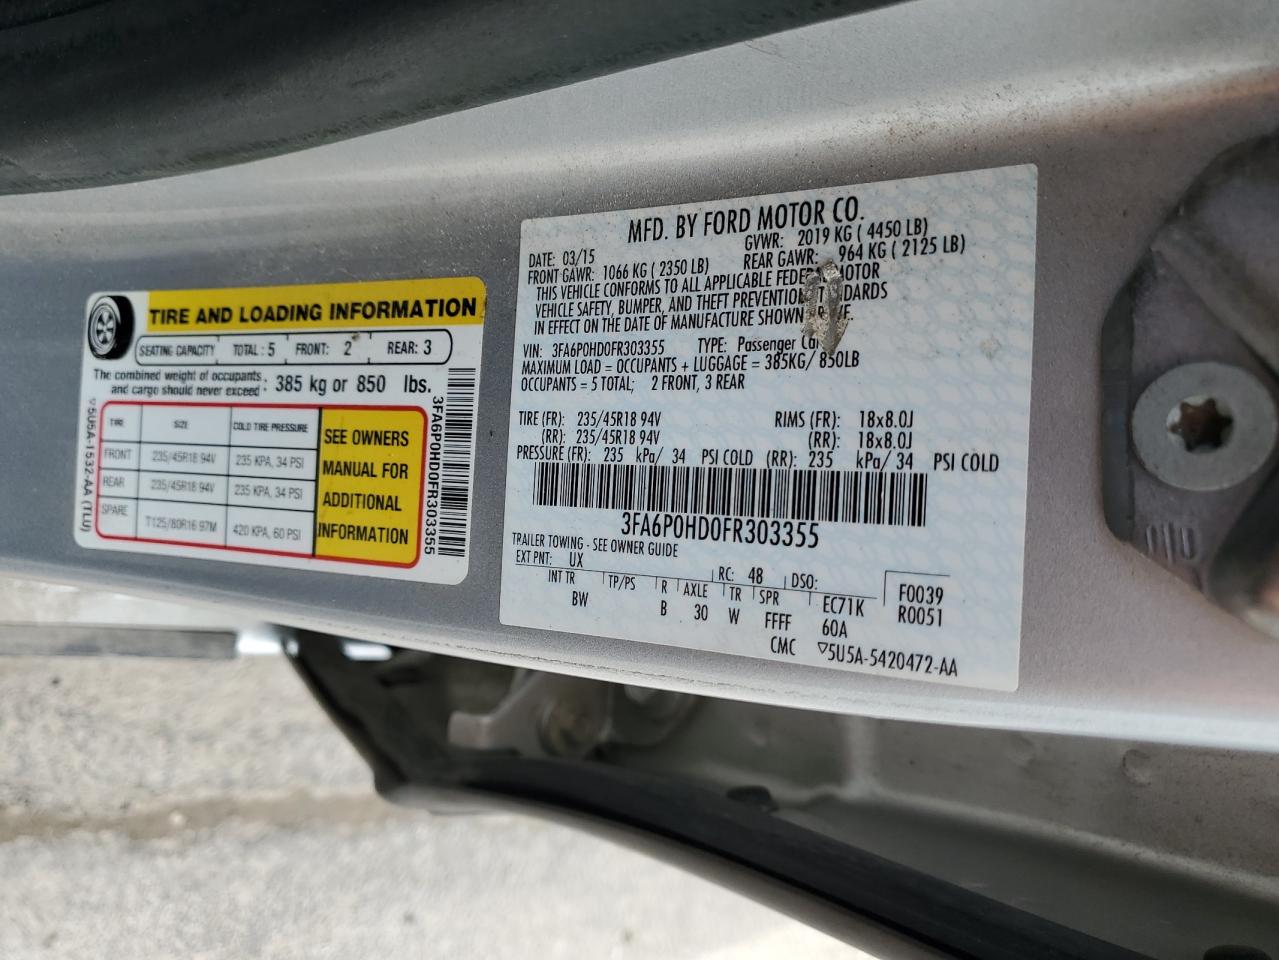 TIRE AND LOADING INFORMATION
SEATING CAPACITY TOTAL : 5 FRONT: 2 REAR: 3
The combined weight of occupants
and cargo should never exceed : 385 kg or 850 lbs.
TIRE SIZE COLD TIRE PRESSURE
FRONT 235/45R18 94V 235 KPA, 34 PSI
REAR 235/45R18 94V 235 KPA, 34 PSI
SPARE T125/80R16 97M 420 KPA, 60 PSI
SEE OWNERS
MANUAL FOR
ADDITIONAL
INFORMATION
▽5U5A-1532-AA (TLU)
3FA6P0HD0FR303355
MFD. BY FORD MOTOR CO.
DATE: 03/15 GVWR: 2019 KG ( 4450 LB)
FRONT GAWR: 1066 KG ( 2350 LB) REAR GAWR: 964 KG ( 2125 LB)
THIS VEHICLE CONFORMS TO ALL APPLICABLE FEDERAL MOTOR
VEHICLE SAFETY, BUMPER, AND THEFT PREVENTION STANDARDS
IN EFFECT ON THE DATE OF MANUFACTURE SHOWN
VIN: 3FA6P0HD0FR303355 TYPE: Passenger Car
MAXIMUM LOAD = OCCUPANTS + LUGGAGE = 385KG/ 850LB
OCCUPANTS = 5 TOTAL; 2 FRONT, 3 REAR
TIRE (FR): 235/45R18 94V RIMS (FR): 18x8.0J
(RR): 235/45R18 94V (RR): 18x8.0J
PRESSURE (FR): 235 kPa/ 34 PSI COLD (RR): 235 kPa/ 34 PSI COLD
3FA6P0HD0FR303355
TRAILER TOWING - SEE OWNER GUIDE
EXT PNT: UX RC: 48 DSO: F0039
INT TR TP/PS R AXLE TR SPR EC71K R0051
BW B 30 W FFFF 60A
CMC ▽5U5A-5420472-AA